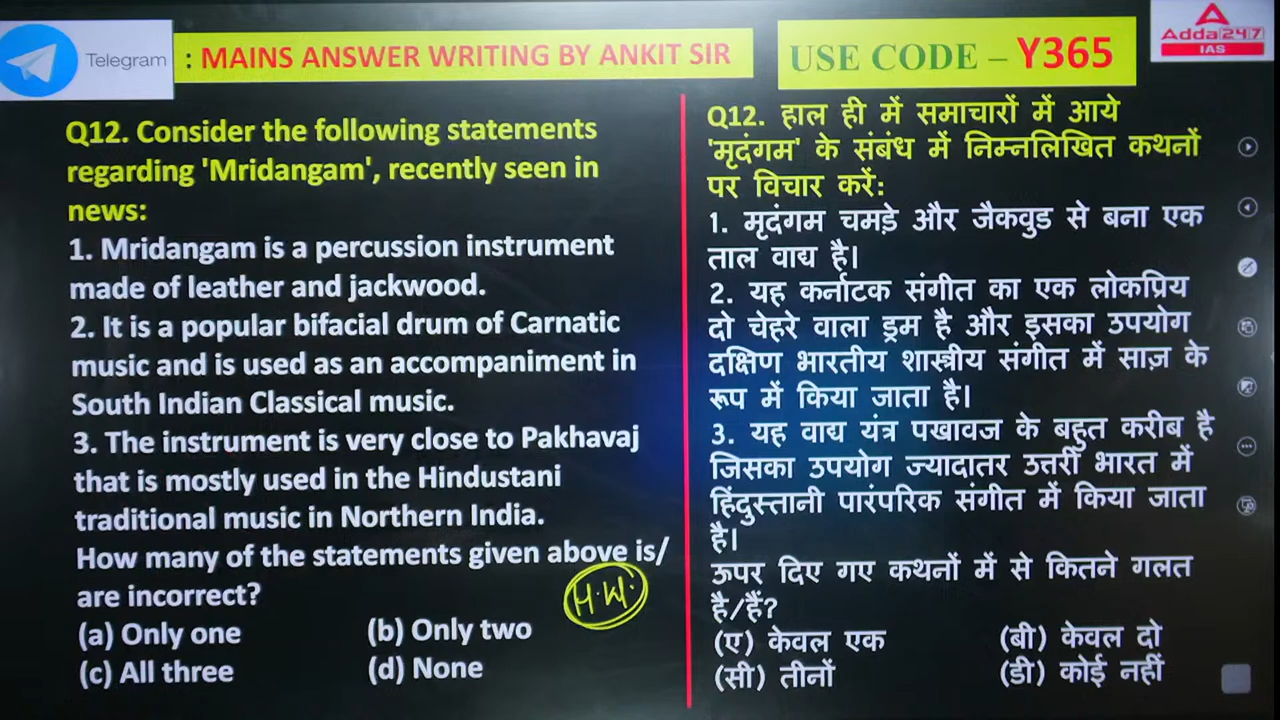 Telegram
: MAINS ANSWER WRITING BY ANKIT SIR
USE CODE – Y365
Adda247
IAS
Q12. Consider the following statements
regarding 'Mridangam', recently seen in
news:
1. Mridangam is a percussion instrument
made of leather and jackwood.
2. It is a popular bifacial drum of Carnatic
music and is used as an accompaniment in
South Indian Classical music.
3. The instrument is very close to Pakhavaj
that is mostly used in the Hindustani
traditional music in Northern India.
How many of the statements given above is/
are incorrect?
H.W.
(a) Only one (b) Only two
(c) All three (d) None
Q12. हाल ही में समाचारों में आये
'मृदंगम' के संबंध में निम्नलिखित कथनों
पर विचार करें:
1. मृदंगम चमड़े और जैकवुड से बना एक
ताल वाद्य है।
2. यह कर्नाटक संगीत का एक लोकप्रिय
दो चेहरे वाला ड्रम है और इसका उपयोग
दक्षिण भारतीय शास्त्रीय संगीत में साज़ के
रूप में किया जाता है।
3. यह वाद्य यंत्र पखावज के बहुत करीब है
जिसका उपयोग ज्यादातर उत्तरी भारत में
हिंदुस्तानी पारंपरिक संगीत में किया जाता
है।
ऊपर दिए गए कथनों में से कितने गलत
है/हैं?
(ए) केवल एक (बी) केवल दो
(सी) तीनों (डी) कोई नहीं